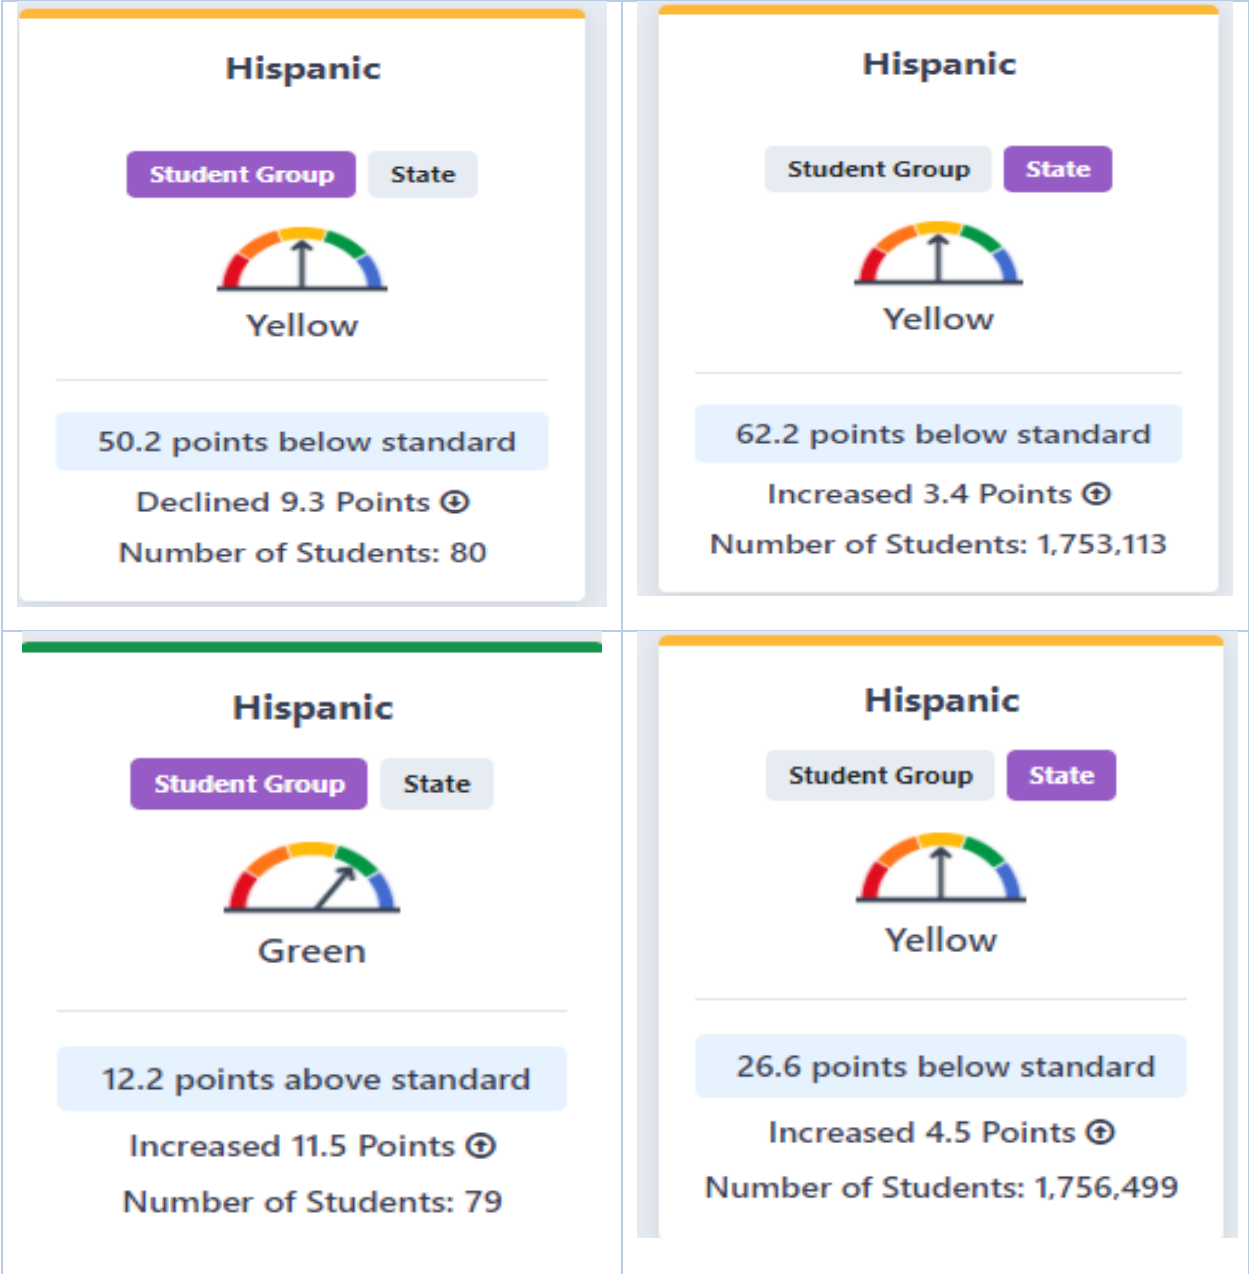 Hispanic
Student Group State
Yellow
50.2 points below standard
Declined 9.3 Points
Number of Students: 80
Hispanic
Student Group State
Yellow
62.2 points below standard
Increased 3.4 Points
Number of Students: 1,753,113
Hispanic
Student Group State
Green
12.2 points above standard
Increased 11.5 Points
Number of Students: 79
Hispanic
Student Group State
Yellow
26.6 points below standard
Increased 4.5 Points
Number of Students: 1,756,499